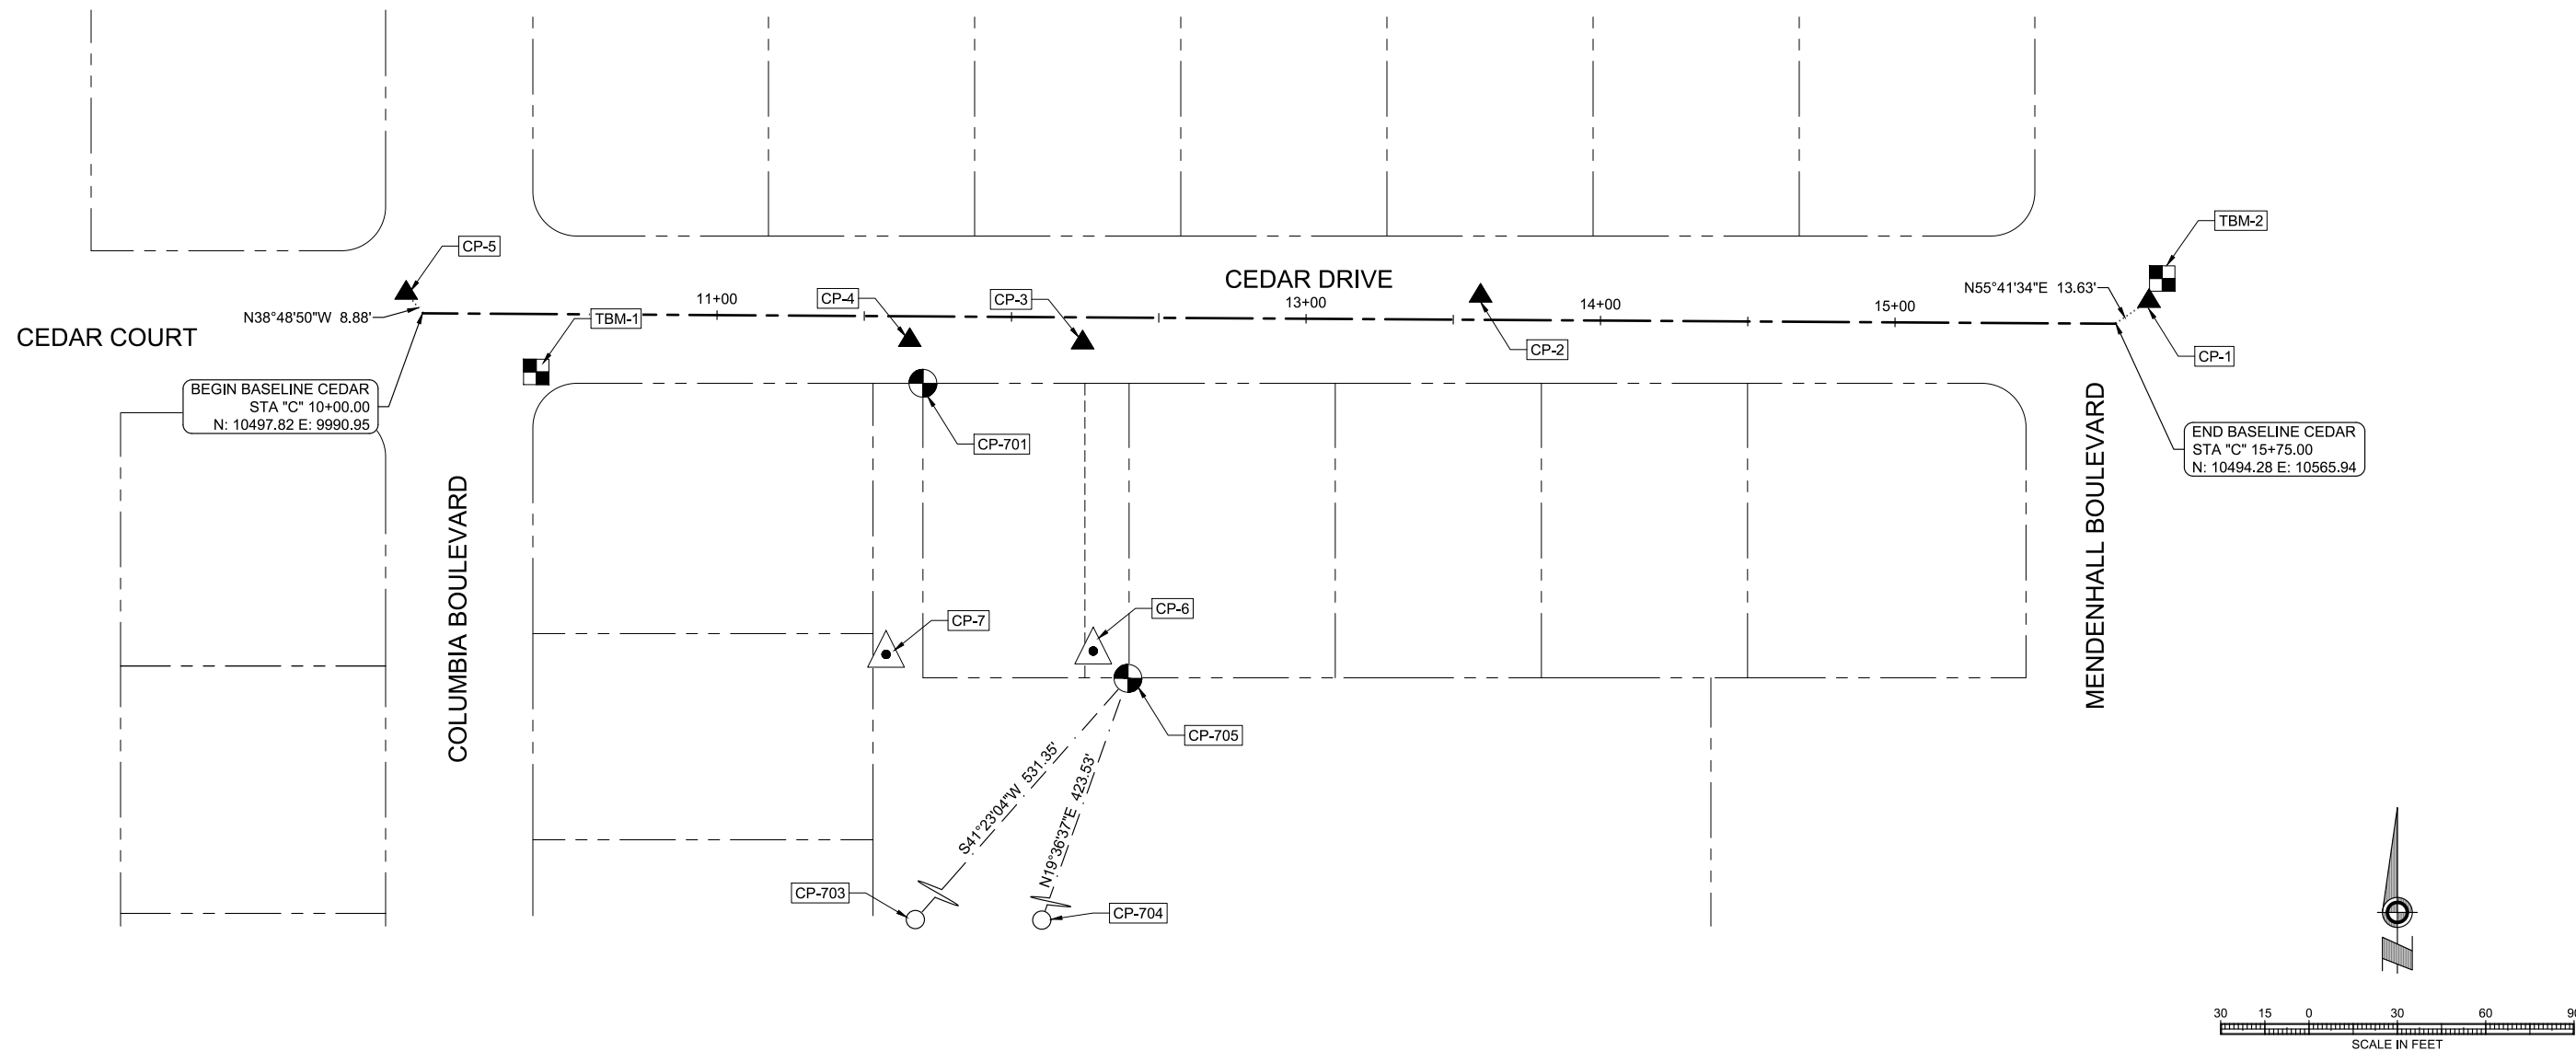 TBM-2
CP-5
CEDAR DRIVE
N55°41'34"E 13.63'
11+00
CP-4
CP-3
13+00
14+00
15+00
N38°48'50"W 8.88'
TBM-1
CEDAR COURT
CP-2
CP-1
BEGIN BASELINE CEDAR
STA "C" 10+00.00
N: 10497.82 E: 9990.95
CP-701
END BASELINE CEDAR
STA "C" 15+75.00
N: 10494.28 E: 10565.94
COLUMBIA BOULEVARD
MENDENHALL BOULEVARD
CP-7
CP-6
CP-705
S41°23'04"W 531.35'
N19°36'37"E 423.53'
CP-703
CP-704
30 15 0 30 60 90
SCALE IN FEET